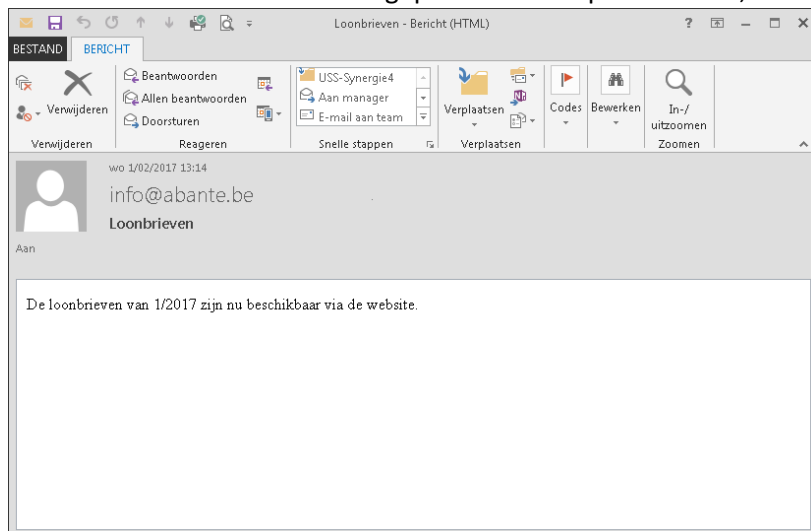 Loonbrieven - Bericht (HTML)
BESTAND BERICHT
Verwijderen
Verwijderen
Beantwoorden
Allen beantwoorden
Doorsturen
Reageren
USS-Synergie4
Aan manager
E-mail aan team
Snelle stappen
Verplaatsen
Verplaatsen
Codes
Bewerken
In-/
uitzoomen
Zoomen
wo 1/02/2017 13:14
info@abante.be
Loonbrieven
Aan
De loonbrieven van 1/2017 zijn nu beschikbaar via de website.